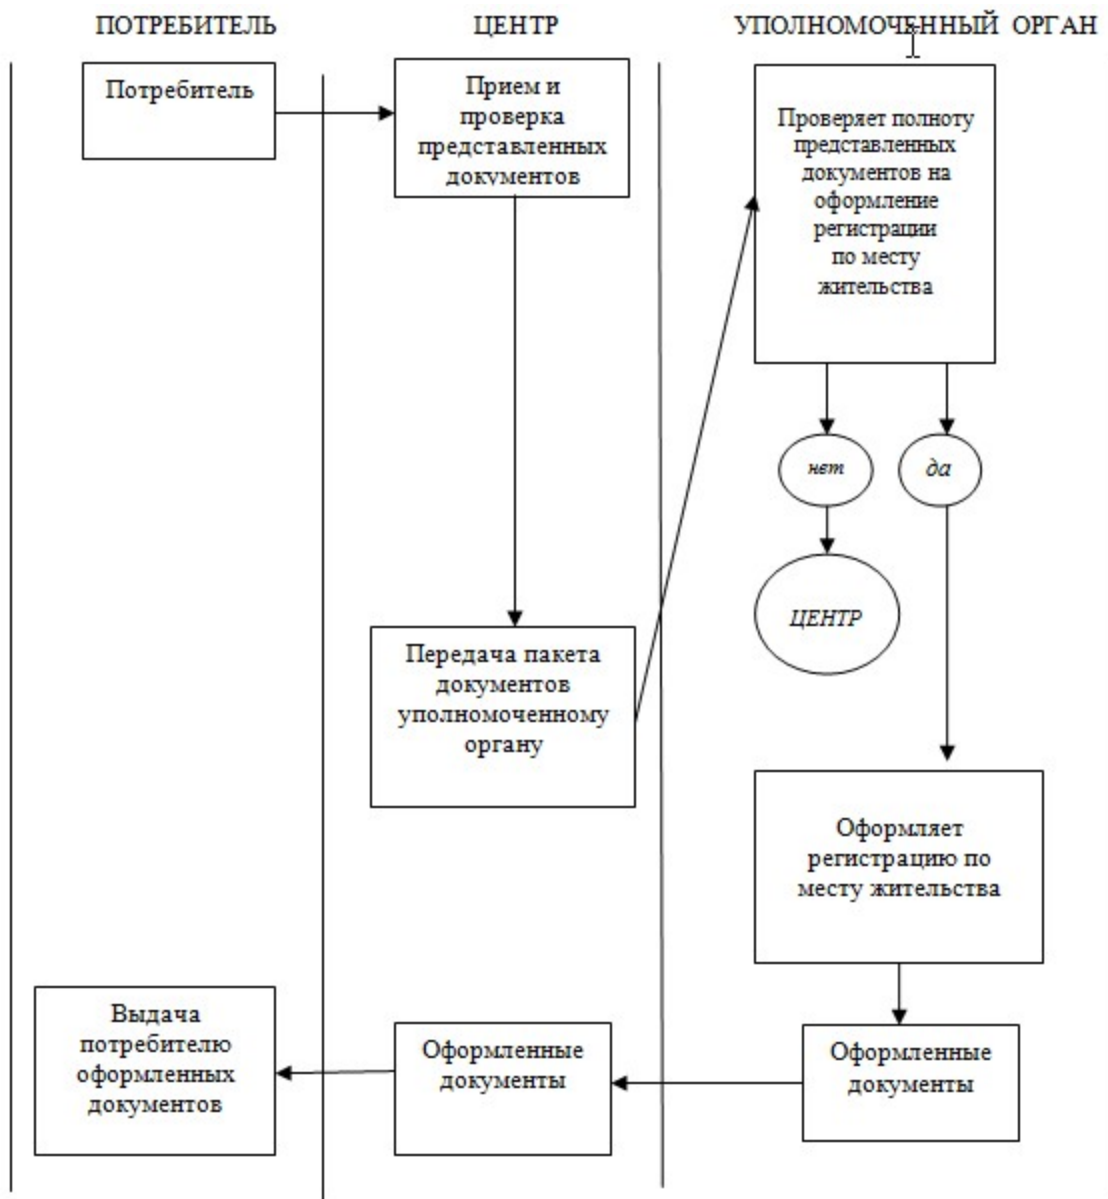 ПОТРЕБИТЕЛЬ ЦЕНТР УПОЛНОМОЧЕННЫЙ ОРГАН
Потребитель
Прием и
проверка
представленных
документов
Проверяет полноту
представленных
документов на
оформление
регистрации
по месту
жительства
нет
да
ЦЕНТР
Передача пакета
документов
уполномоченному
органу
Оформляет
регистрацию по
месту жительства
Выдача
потребителю
оформленных
документов
Оформленные
документы
Оформленные
документы